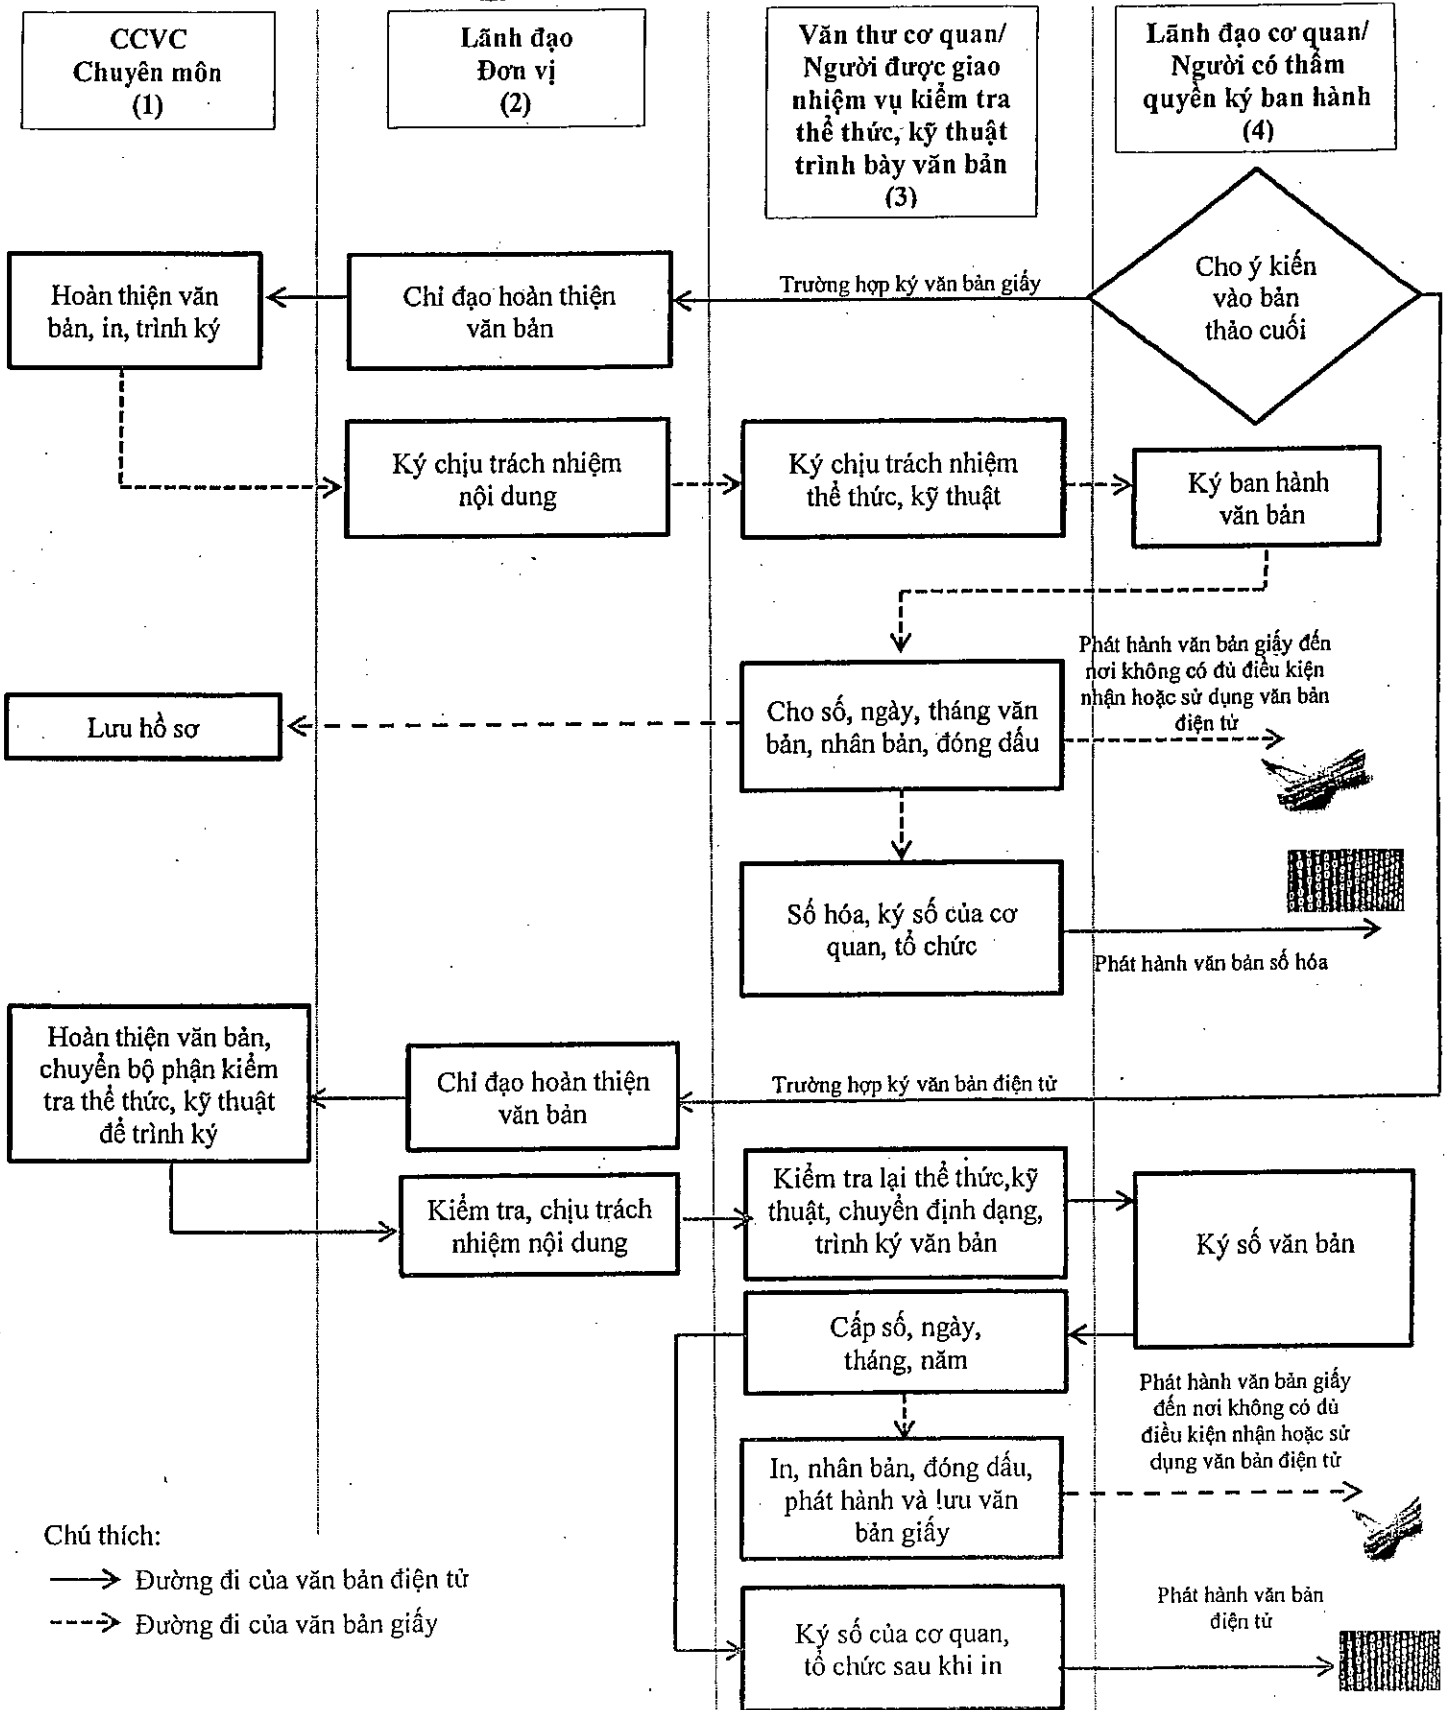 CCVC
Chuyên môn
(1)
Lãnh đạo
Đơn vị
(2)
Văn thư cơ quan/
Người được giao
nhiệm vụ kiểm tra
thể thức, kỹ thuật
trình bày văn bản
(3)
Lãnh đạo cơ quan/
Người có thẩm
quyền ký ban hành
(4)
Hoàn thiện văn
bản, in, trình ký
Chỉ đạo hoàn thiện
văn bản
Trường hợp ký văn bản giấy
Cho ý kiến
vào bản
thảo cuối
Ký chịu trách nhiệm
nội dung
Ký chịu trách nhiệm
thể thức, kỹ thuật
Ký ban hành
văn bản
Lưu hồ sơ
Cho số, ngày, tháng văn
bản, nhân bản, đóng dấu
Phát hành văn bản giấy đến
nơi không có đủ điều kiện
nhận hoặc sử dụng văn bản
điện tử
Số hóa, ký số của cơ
quan, tổ chức
Phát hành văn bản số hóa
Hoàn thiện văn bản,
chuyển bộ phận kiểm
tra thể thức, kỹ thuật
để trình ký
Chỉ đạo hoàn thiện
văn bản
Trường hợp ký văn bản điện tử
Kiểm tra, chịu trách
nhiệm nội dung
Kiểm tra lại thể thức,kỹ
thuật, chuyển định dạng,
trình ký văn bản
Ký số văn bản
Cấp số, ngày,
tháng, năm
Phát hành văn bản giấy
đến nơi không có đủ
điều kiện nhận hoặc sử
dụng văn bản điện tử
In, nhân bản, đóng dấu,
phát hành và lưu văn
bản giấy
Chú thích:
Đường đi của văn bản điện tử
Đường đi của văn bản giấy
Ký số của cơ quan,
tổ chức sau khi in
Phát hành văn bản
điện tử